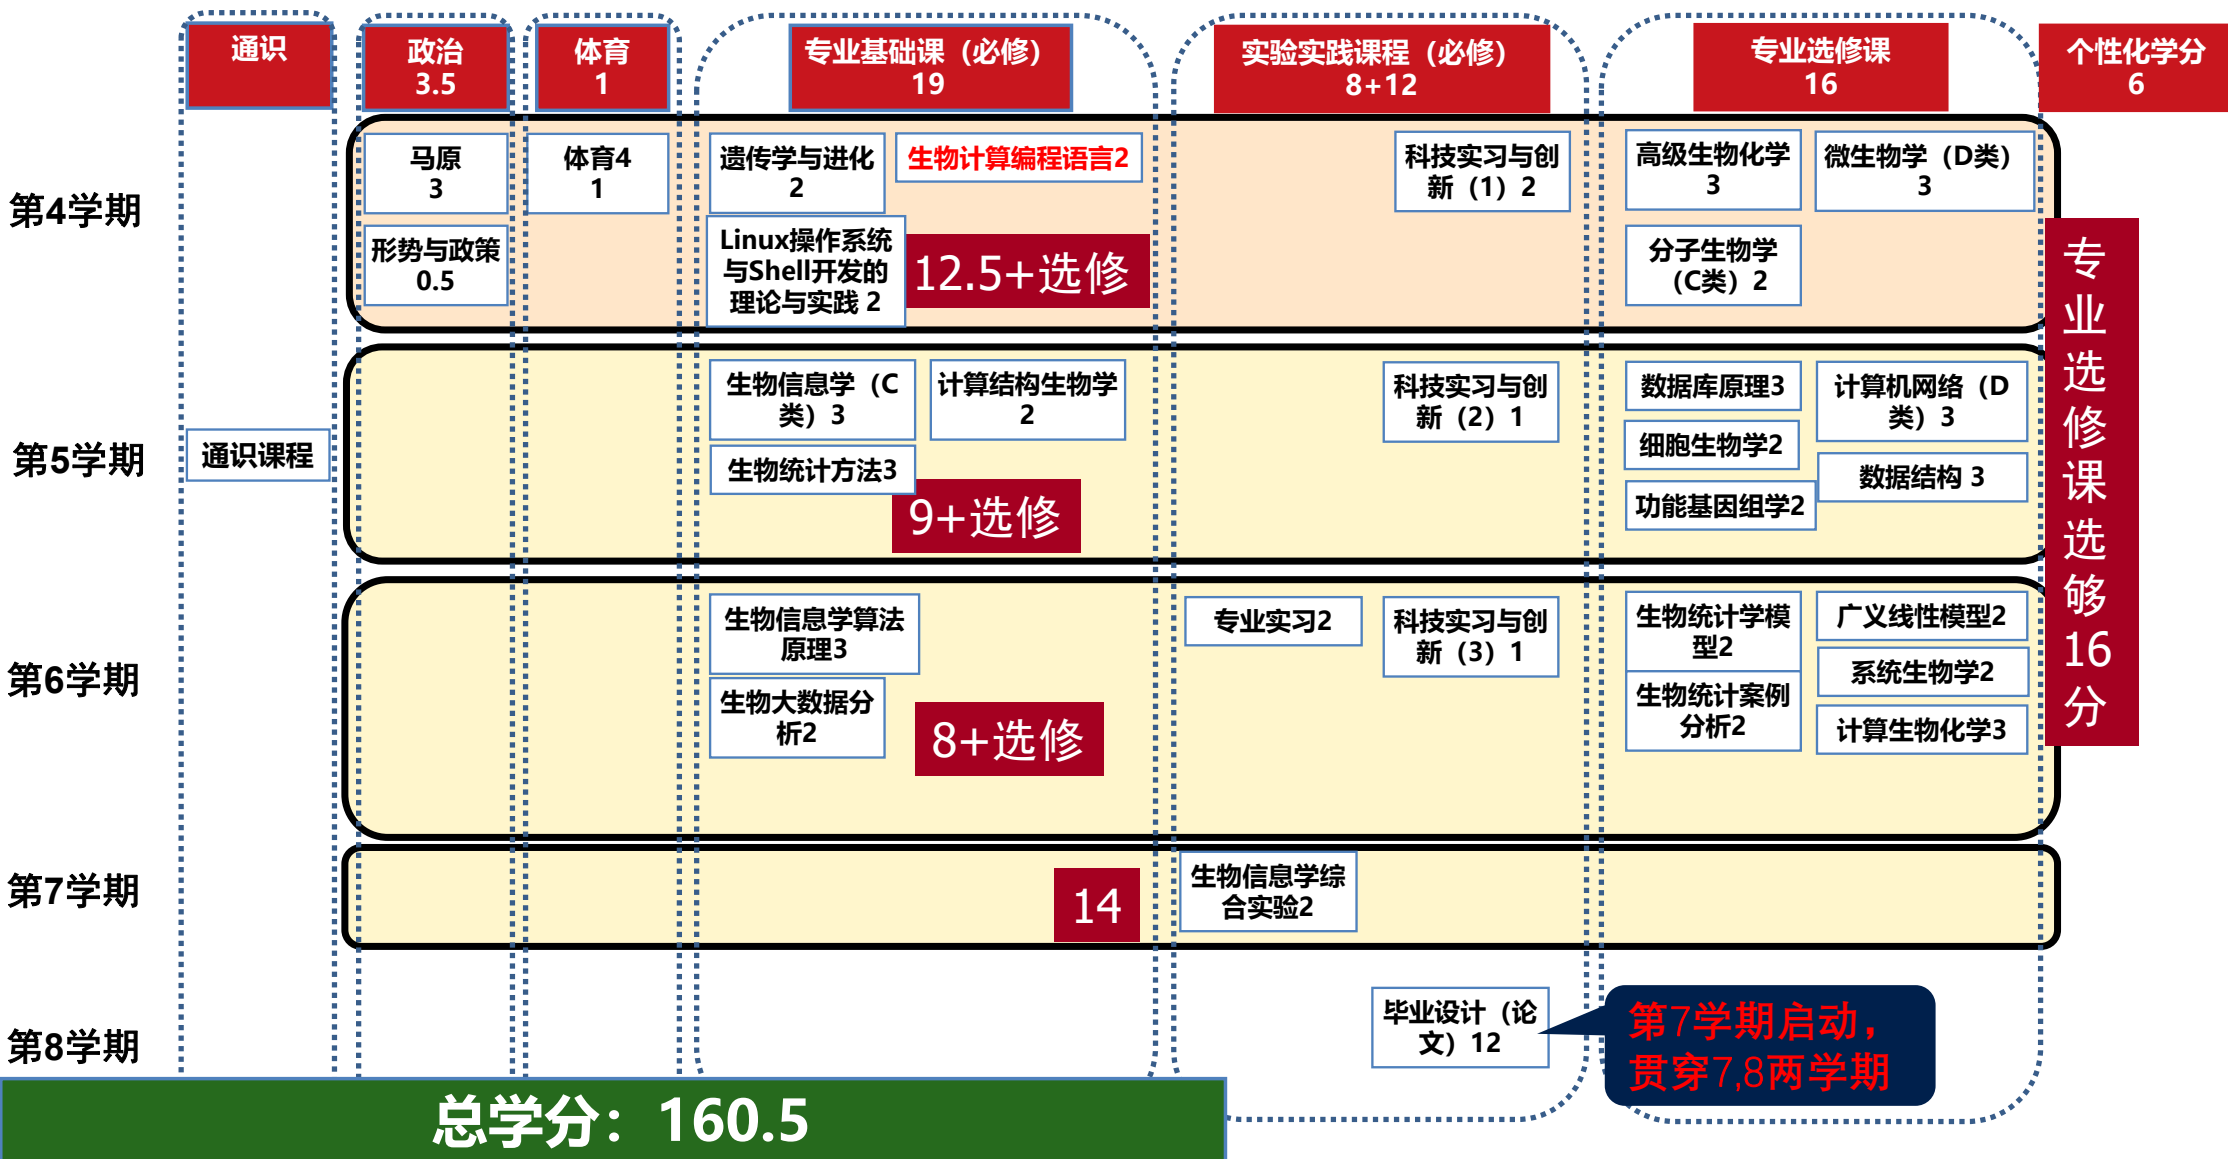 通识
政治
3.5
体育
1
专业基础课（必修）
19
实验实践课程（必修）
8+12
专业选修课
16
个性化学分
6
第4学期
马原
3
形势与政策
0.5
体育4
1
遗传学与进化
2
生物计算编程语言2
Linux操作系统
与Shell开发的
理论与实践 2
12.5+选修
科技实习与创
新（1）2
高级生物化学
3
微生物学（D类）
3
分子生物学
（C类）2
第5学期
通识课程
生物信息学（C
类）3
计算结构生物学
2
生物统计方法3
9+选修
科技实习与创
新（2）1
数据库原理3
计算机网络（D
类）3
细胞生物学2
数据结构 3
功能基因组学2
第6学期
生物信息学算法
原理3
生物大数据分
析2
8+选修
专业实习2
科技实习与创
新（3）1
生物统计学模
型2
广义线性模型2
系统生物学2
生物统计案例
分析2
计算生物化学3
专
业
选
修
课
选
够
16
分
第7学期
14
生物信息学综
合实验2
第8学期
毕业设计（论
文）12
第7学期启动，
贯穿7,8两学期
总学分：160.5